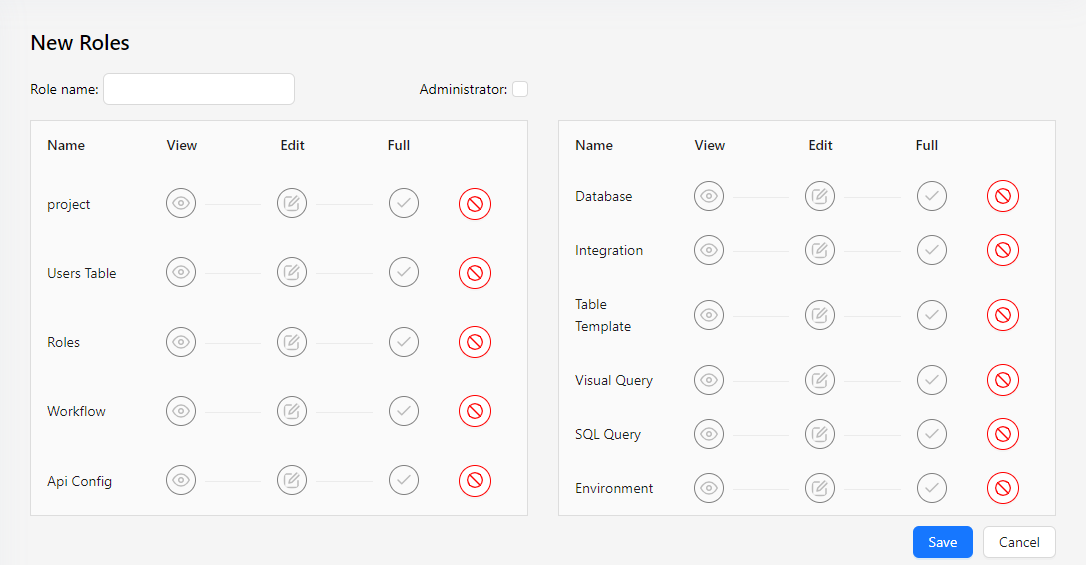 New Roles
Role name:
Administrator:
Name View Edit Full
project
Users Table
Roles
Workflow
Api Config
Name View Edit Full
Database
Integration
Table
Template
Visual Query
SQL Query
Environment
Save Cancel